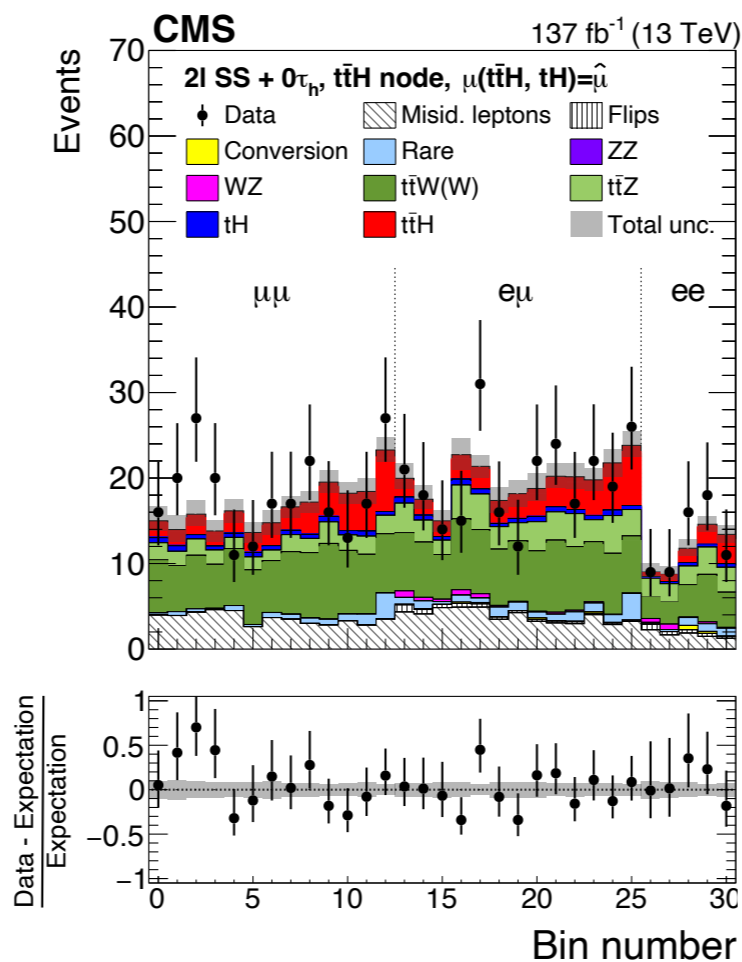 CMS 137 fb⁻¹ (13 TeV)
Events
70
60
50
40
30
20
10
0
2l SS + 0τₕ, tt̄H node, μ(tt̄H, tH)=μ̂
Data Misid. leptons Flips
Conversion Rare ZZ
WZ tt̄W(W) tt̄Z
tH tt̄H Total unc.
μμ eμ ee
Data - Expectation
Expectation
1
0.5
0
−0.5
−1
0 5 10 15 20 25 30
Bin number